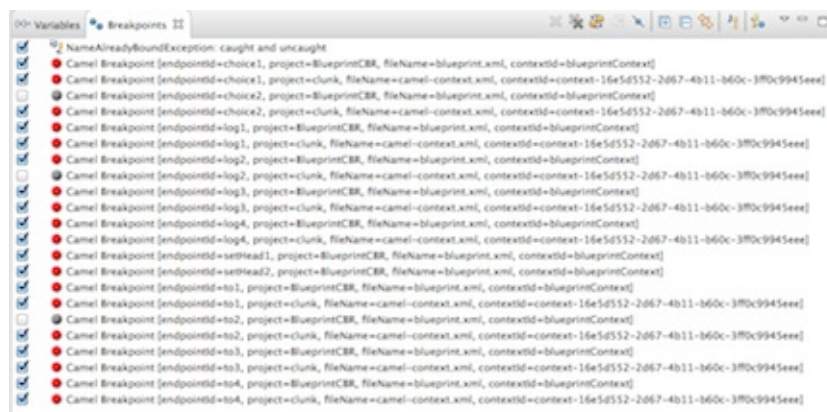 (x)= Variables Breakpoints
NameAlreadyBoundException: caught and uncaught
Camel Breakpoint [endpointId=choice1, project=BlueprintCBR, fileName=blueprint.xml, contextId=blueprintContext]
Camel Breakpoint [endpointId=choice1, project=clunk, fileName=camel-context.xml, contextId=context-16e5d552-2d67-4b11-b60c-3ff0c9945eee]
Camel Breakpoint [endpointId=choice2, project=BlueprintCBR, fileName=blueprint.xml, contextId=blueprintContext]
Camel Breakpoint [endpointId=choice2, project=clunk, fileName=camel-context.xml, contextId=context-16e5d552-2d67-4b11-b60c-3ff0c9945eee]
Camel Breakpoint [endpointId=log1, project=BlueprintCBR, fileName=blueprint.xml, contextId=blueprintContext]
Camel Breakpoint [endpointId=log1, project=clunk, fileName=camel-context.xml, contextId=context-16e5d552-2d67-4b11-b60c-3ff0c9945eee]
Camel Breakpoint [endpointId=log2, project=BlueprintCBR, fileName=blueprint.xml, contextId=blueprintContext]
Camel Breakpoint [endpointId=log2, project=clunk, fileName=camel-context.xml, contextId=context-16e5d552-2d67-4b11-b60c-3ff0c9945eee]
Camel Breakpoint [endpointId=log3, project=BlueprintCBR, fileName=blueprint.xml, contextId=blueprintContext]
Camel Breakpoint [endpointId=log3, project=clunk, fileName=camel-context.xml, contextId=context-16e5d552-2d67-4b11-b60c-3ff0c9945eee]
Camel Breakpoint [endpointId=log4, project=BlueprintCBR, fileName=blueprint.xml, contextId=blueprintContext]
Camel Breakpoint [endpointId=log4, project=clunk, fileName=camel-context.xml, contextId=context-16e5d552-2d67-4b11-b60c-3ff0c9945eee]
Camel Breakpoint [endpointId=setHead1, project=BlueprintCBR, fileName=blueprint.xml, contextId=blueprintContext]
Camel Breakpoint [endpointId=setHead2, project=BlueprintCBR, fileName=blueprint.xml, contextId=blueprintContext]
Camel Breakpoint [endpointId=to1, project=BlueprintCBR, fileName=blueprint.xml, contextId=blueprintContext]
Camel Breakpoint [endpointId=to1, project=clunk, fileName=camel-context.xml, contextId=context-16e5d552-2d67-4b11-b60c-3ff0c9945eee]
Camel Breakpoint [endpointId=to2, project=BlueprintCBR, fileName=blueprint.xml, contextId=blueprintContext]
Camel Breakpoint [endpointId=to2, project=clunk, fileName=camel-context.xml, contextId=context-16e5d552-2d67-4b11-b60c-3ff0c9945eee]
Camel Breakpoint [endpointId=to3, project=BlueprintCBR, fileName=blueprint.xml, contextId=blueprintContext]
Camel Breakpoint [endpointId=to3, project=clunk, fileName=camel-context.xml, contextId=context-16e5d552-2d67-4b11-b60c-3ff0c9945eee]
Camel Breakpoint [endpointId=to4, project=BlueprintCBR, fileName=blueprint.xml, contextId=blueprintContext]
Camel Breakpoint [endpointId=to4, project=clunk, fileName=camel-context.xml, contextId=context-16e5d552-2d67-4b11-b60c-3ff0c9945eee]